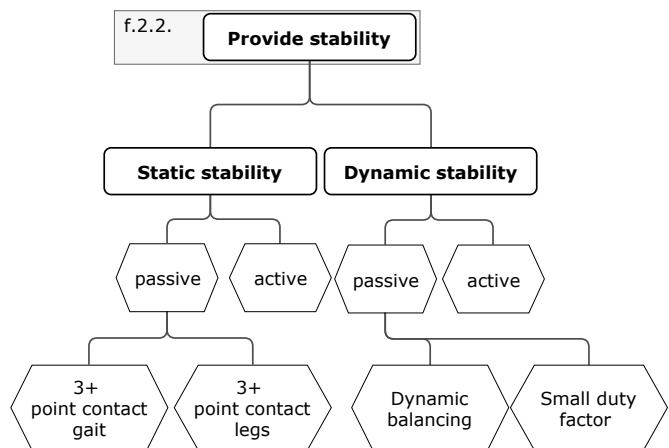 f.2.2.
Provide stability
Static stability
Dynamic stability
passive
active
passive
active
3+
point contact
gait
3+
point contact
legs
Dynamic
balancing
Small duty
factor